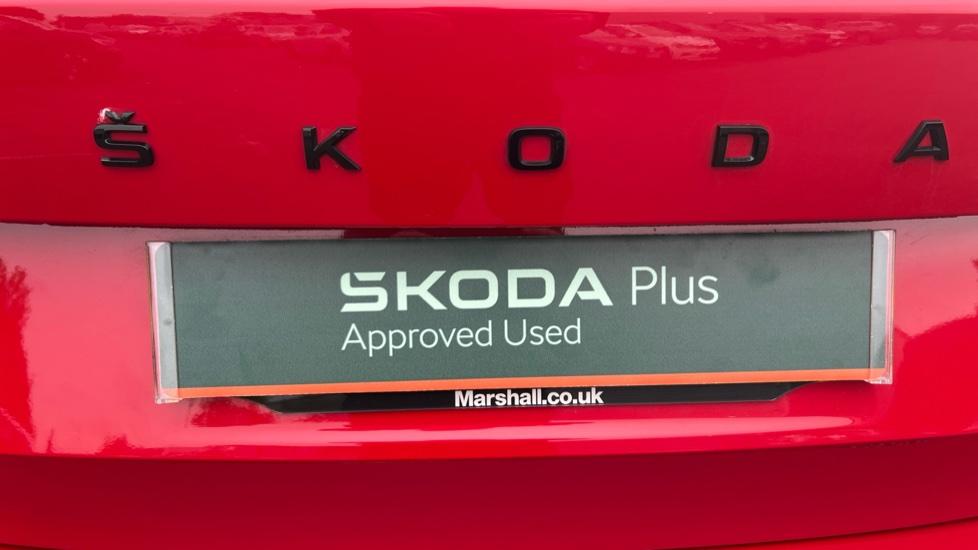 ŠKODA
ŠKODA Plus
Approved Used
Marshall.co.uk